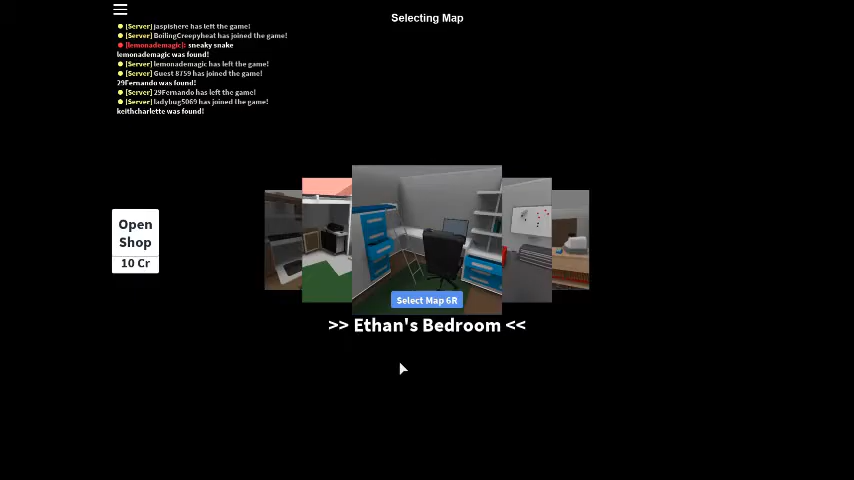 Selecting Map
[Server] jaspishere has left the game!
[Server] BoilingCreepyheat has joined the game!
[lemonademagic]: sneaky snake
lemonademagic was found!
[Server] lemonademagic has left the game!
[Server] Guest 8759 has joined the game!
29Fernando was found!
[Server] 29Fernando has left the game!
[Server] ladybug5069 has joined the game!
keithcharlette was found!
Open
Shop
10 Cr
Select Map 6R
>> Ethan's Bedroom <<